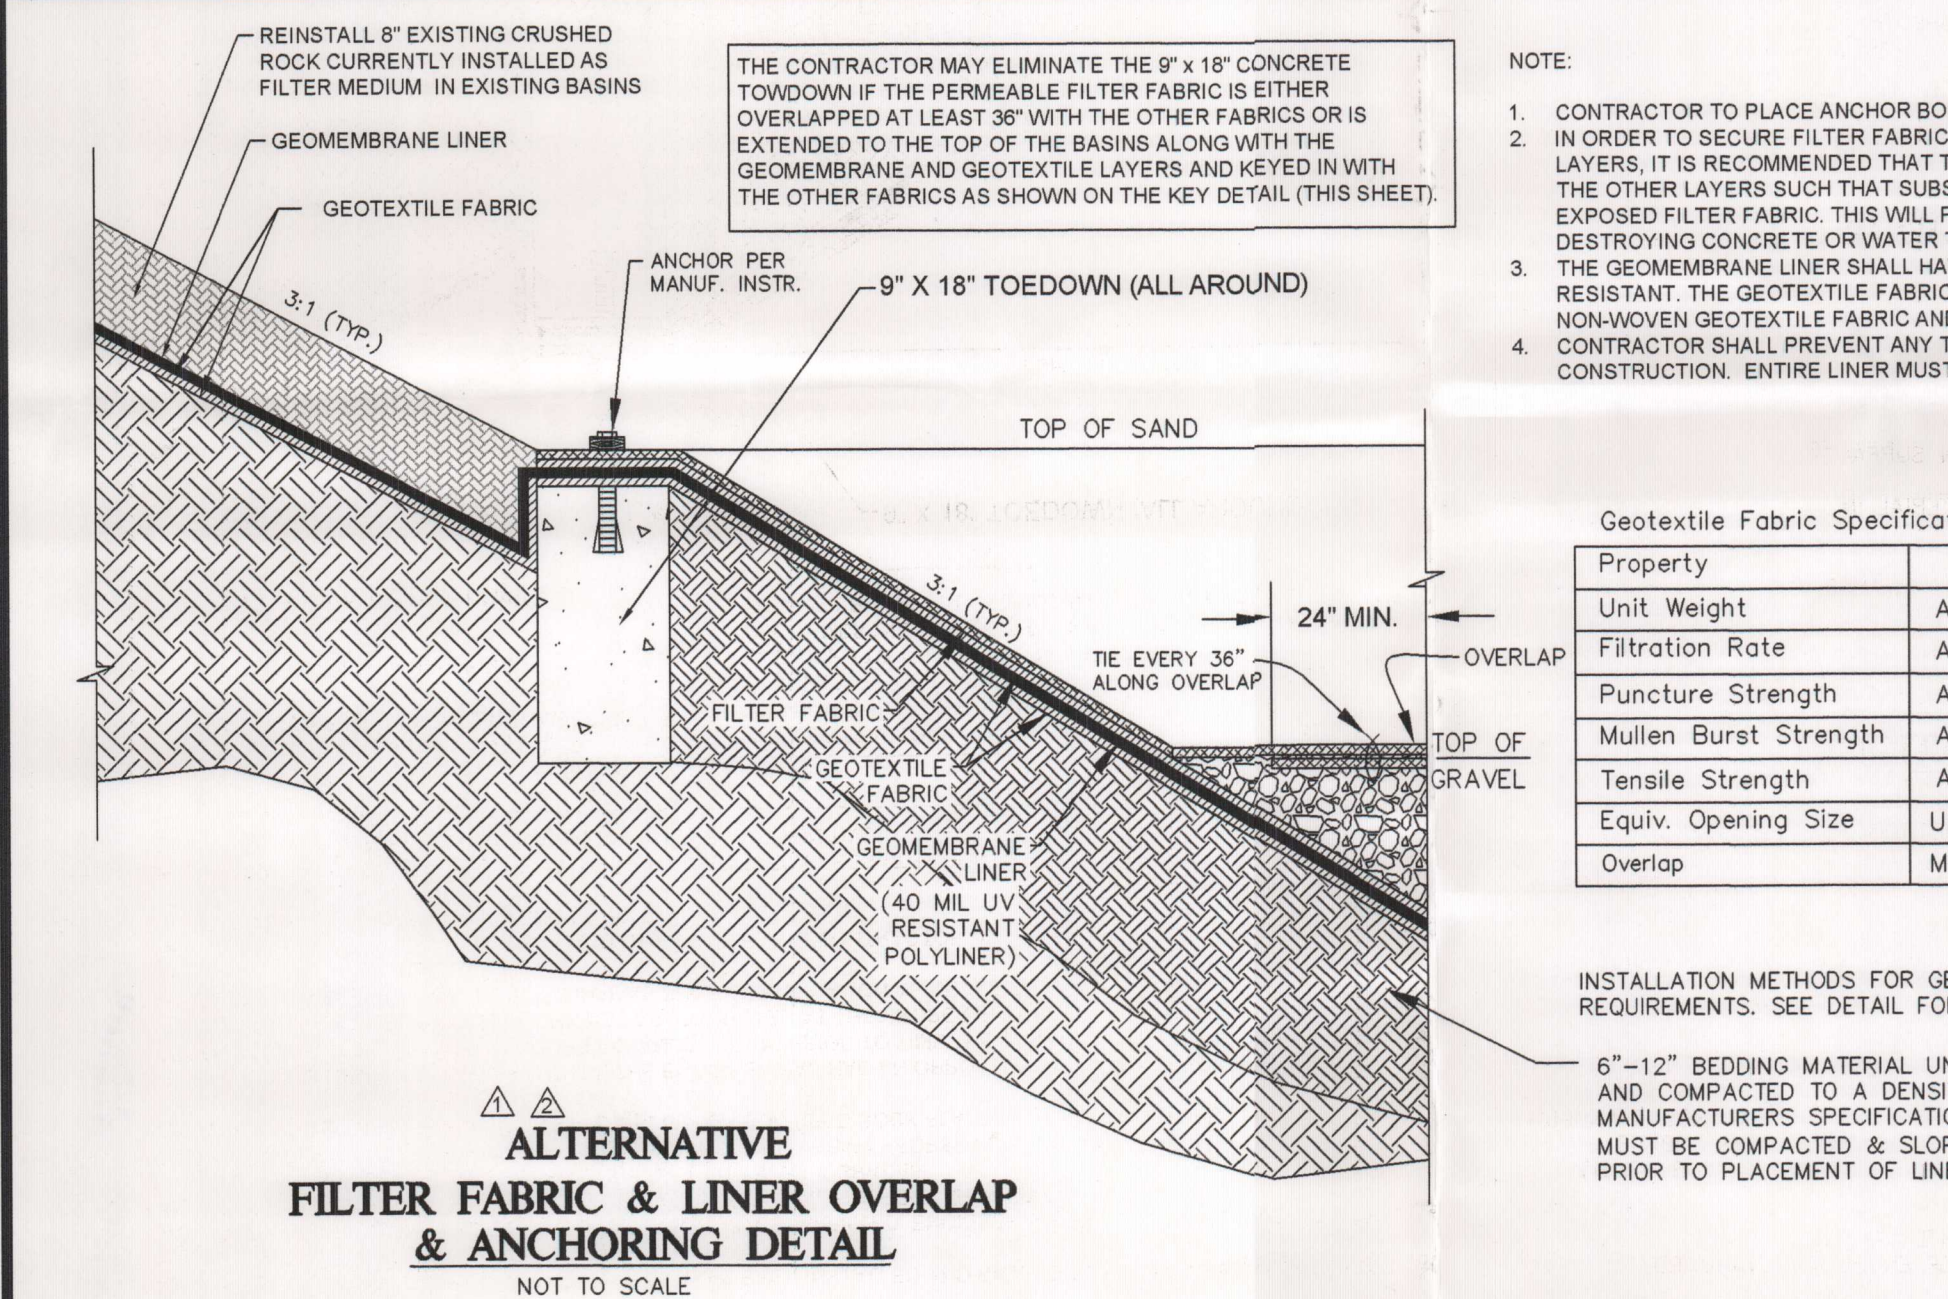 REINSTALL 8" EXISTING CRUSHED
ROCK CURRENTLY INSTALLED AS
FILTER MEDIUM IN EXISTING BASINS
GEOMEMBRANE LINER
GEOTEXTILE FABRIC
3:1 (TYP.)
THE CONTRACTOR MAY ELIMINATE THE 9" x 18" CONCRETE
TOWDOWN IF THE PERMEABLE FILTER FABRIC IS EITHER
OVERLAPPED AT LEAST 36" WITH THE OTHER FABRICS OR IS
EXTENDED TO THE TOP OF THE BASINS ALONG WITH THE
GEOMEMBRANE AND GEOTEXTILE LAYERS AND KEYED IN WITH
THE OTHER FABRICS AS SHOWN ON THE KEY DETAIL (THIS SHEET).
ANCHOR PER
MANUF. INSTR.
9" X 18" TOEDOWN (ALL AROUND)
TOP OF SAND
3:1 (TYP.)
24" MIN.
TIE EVERY 36"
ALONG OVERLAP
OVERLAP
TOP OF
GRAVEL
FILTER FABRIC
GEOTEXTILE
FABRIC
GEOMEMBRANE
LINER
(40 MIL UV
RESISTANT
POLYLINER)
NOTE:
1. CONTRACTOR TO PLACE ANCHOR BO
2. IN ORDER TO SECURE FILTER FABRIC
LAYERS, IT IS RECOMMENDED THAT T
THE OTHER LAYERS SUCH THAT SUBS
EXPOSED FILTER FABRIC. THIS WILL
DESTROYING CONCRETE OR WATER
3. THE GEOMEMBRANE LINER SHALL HA
RESISTANT. THE GEOTEXTILE FABRIC
NON-WOVEN GEOTEXTILE FABRIC AN
4. CONTRACTOR SHALL PREVENT ANY T
CONSTRUCTION. ENTIRE LINER MUST
Geotextile Fabric Specifica
Property
Unit Weight A
Filtration Rate A
Puncture Strength A
Mullen Burst Strength A
Tensile Strength A
Equiv. Opening Size U
Overlap M
INSTALLATION METHODS FOR GE
REQUIREMENTS. SEE DETAIL FO
6"-12" BEDDING MATERIAL UN
AND COMPACTED TO A DENSI
MANUFACTURERS SPECIFICATIO
MUST BE COMPACTED & SLOP
PRIOR TO PLACEMENT OF LIN
1 2
ALTERNATIVE
FILTER FABRIC & LINER OVERLAP
& ANCHORING DETAIL
NOT TO SCALE